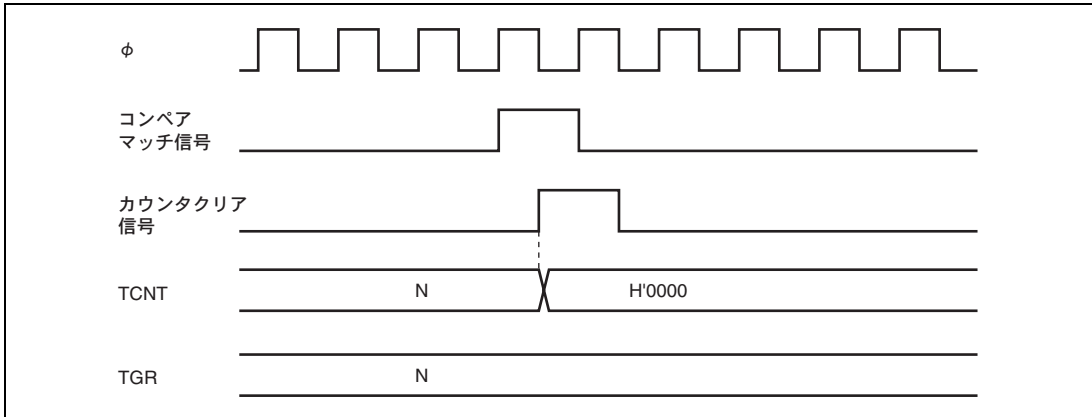 φ
コンペア
マッチ信号
カウンタクリア
信号
TCNT N H'0000
TGR N